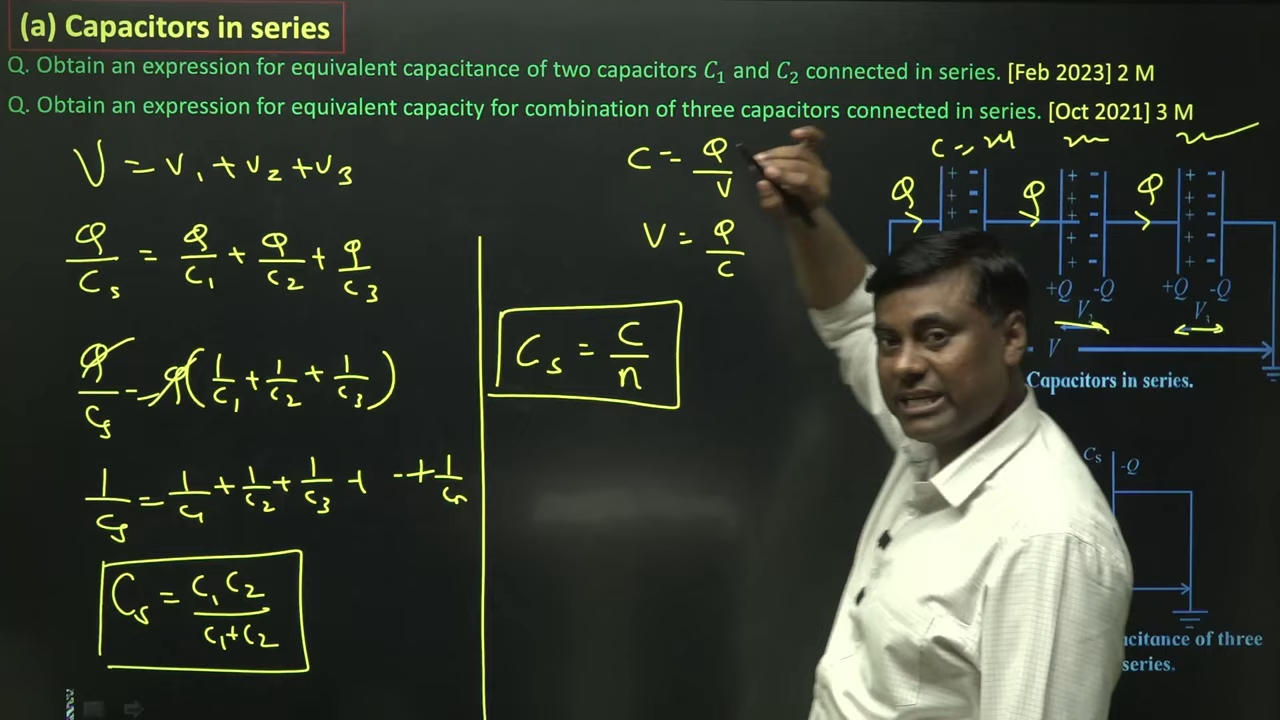 (a) Capacitors in series
Q. Obtain an expression for equivalent capacitance of two capacitors C₁ and C₂ connected in series. [Feb 2023] 2 M
Q. Obtain an expression for equivalent capacity for combination of three capacitors connected in series. [Oct 2021] 3 M
V = V₁ + V₂ + V₃
Q/Cs = Q/C₁ + Q/C₂ + Q/C₃
Q/Cs = Q(1/C₁ + 1/C₂ + 1/C₃)
1/Cs = 1/C₁ + 1/C₂ + 1/C₃ + - + 1/Cn
Cs = C₁C₂/C₁+C₂
C = Q/V
V = Q/C
Cs = C/n
Q Q Q
+Q -Q +Q -Q
V₂ V₃
V
Capacitors in series.
Cs -Q
of three
series.